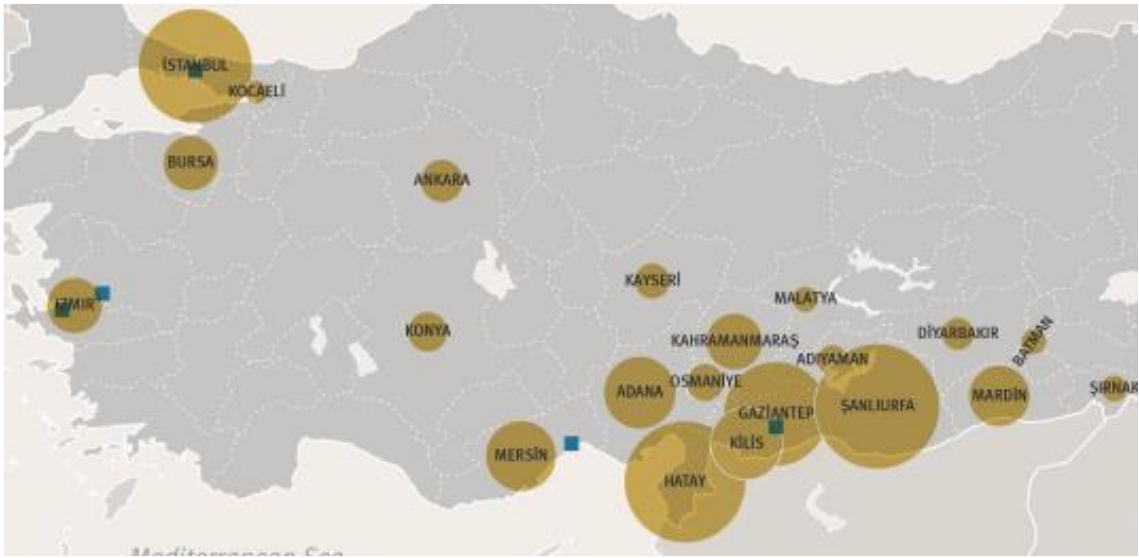 İSTANBUL
KOCAELİ
BURSA
ANKARA
KAYSERİ
MALATYA
İZMIR
KONYA
KAHRAMANMARAŞ
DİYARBAKIR
BATMAN
ADIYAMAN
OSMANİYE
ADANA
ŞIRNAK
MARDİN
GAZİANTEP
ŞANLIURFA
KİLİS
MERSİN
HATAY
Mediterranean Sea